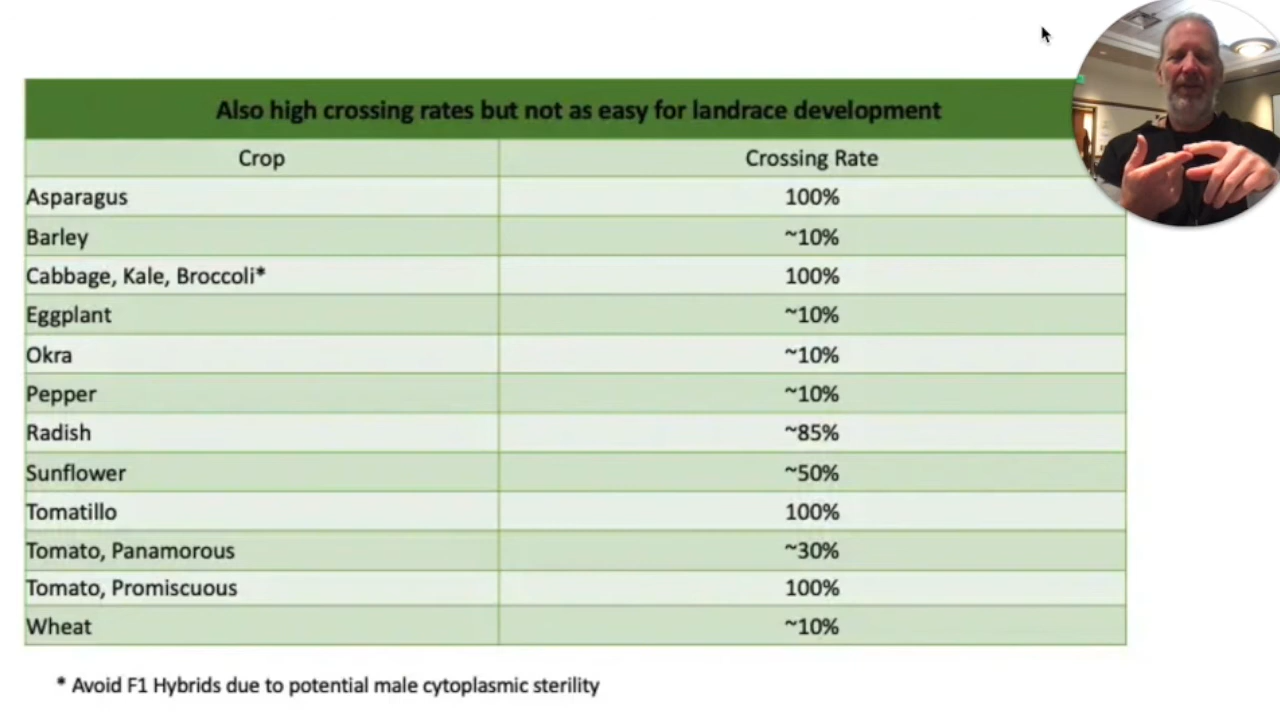 Also high crossing rates but not as easy for landrace development
Crop Crossing Rate
Asparagus 100%
Barley ~10%
Cabbage, Kale, Broccoli* 100%
Eggplant ~10%
Okra ~10%
Pepper ~10%
Radish ~85%
Sunflower ~50%
Tomatillo 100%
Tomato, Panamorous ~30%
Tomato, Promiscuous 100%
Wheat ~10%
* Avoid F1 Hybrids due to potential male cytoplasmic sterility